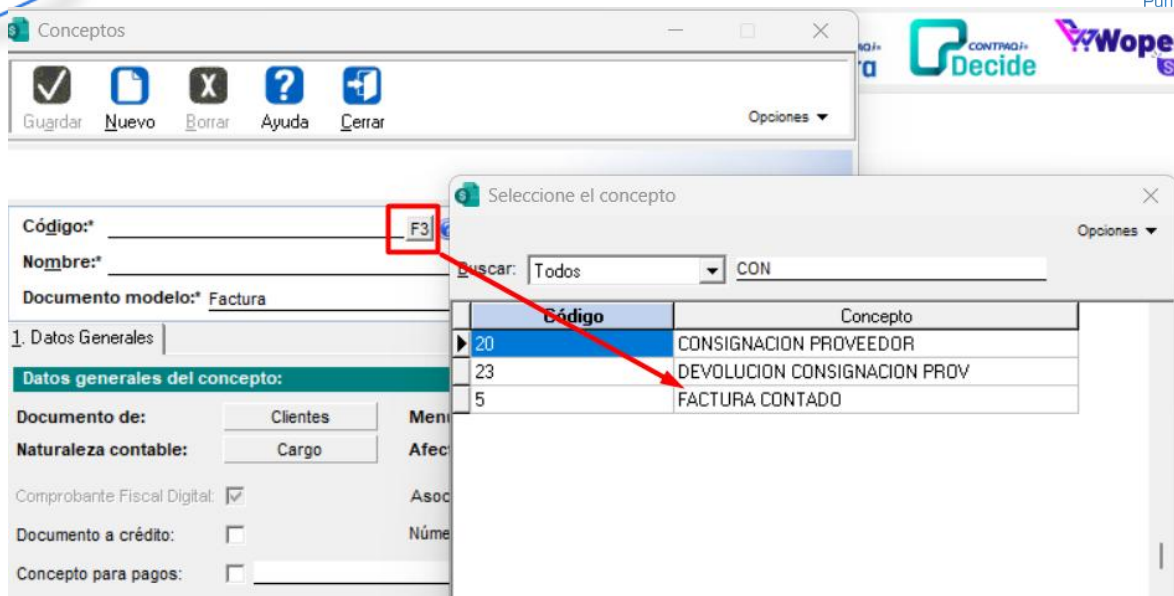 Conceptos
CONTPAQi
Decide
Guardar Nuevo Borrar Ayuda Cerrar
Opciones
Código:* F3
Nombre:*
Documento modelo:* Factura
1. Datos Generales
Datos generales del concepto:
Documento de: Clientes
Naturaleza contable: Cargo
Comprobante Fiscal Digital:
Documento a crédito:
Concepto para pagos:
Seleccione el concepto
Opciones
Buscar: Todos CON
Código Concepto
20 CONSIGNACION PROVEEDOR
23 DEVOLUCION CONSIGNACION PROV
5 FACTURA CONTADO